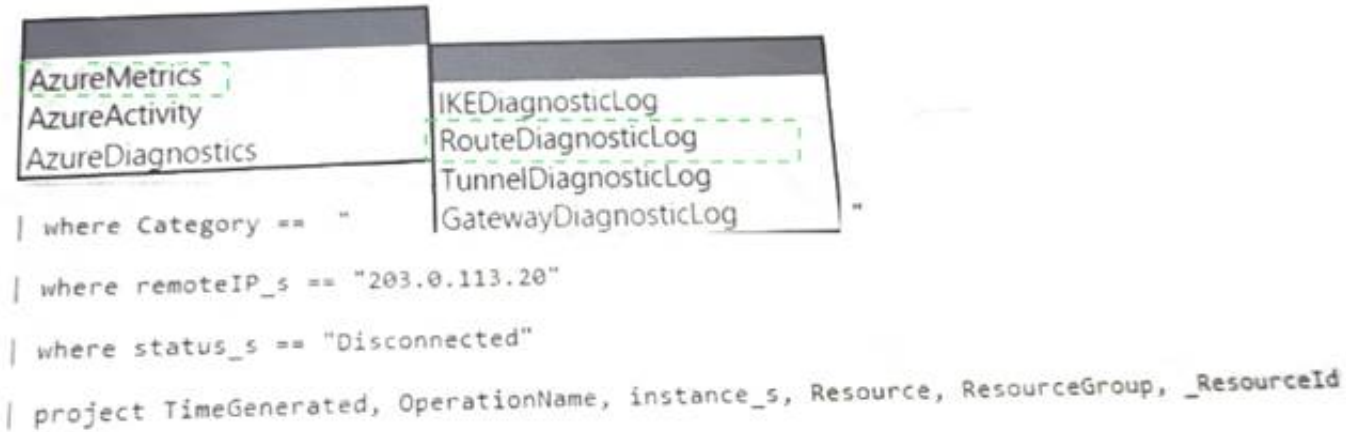 AzureMetrics
AzureActivity
AzureDiagnostics
IKEDiagnosticLog
RouteDiagnosticLog
TunnelDiagnosticLog
GatewayDiagnosticLog
| where Category == " "
| where remoteIP_s == "203.0.113.20"
| where status_s == "Disconnected"
| project TimeGenerated, OperationName, instance_s, Resource, ResourceGroup, _ResourceId